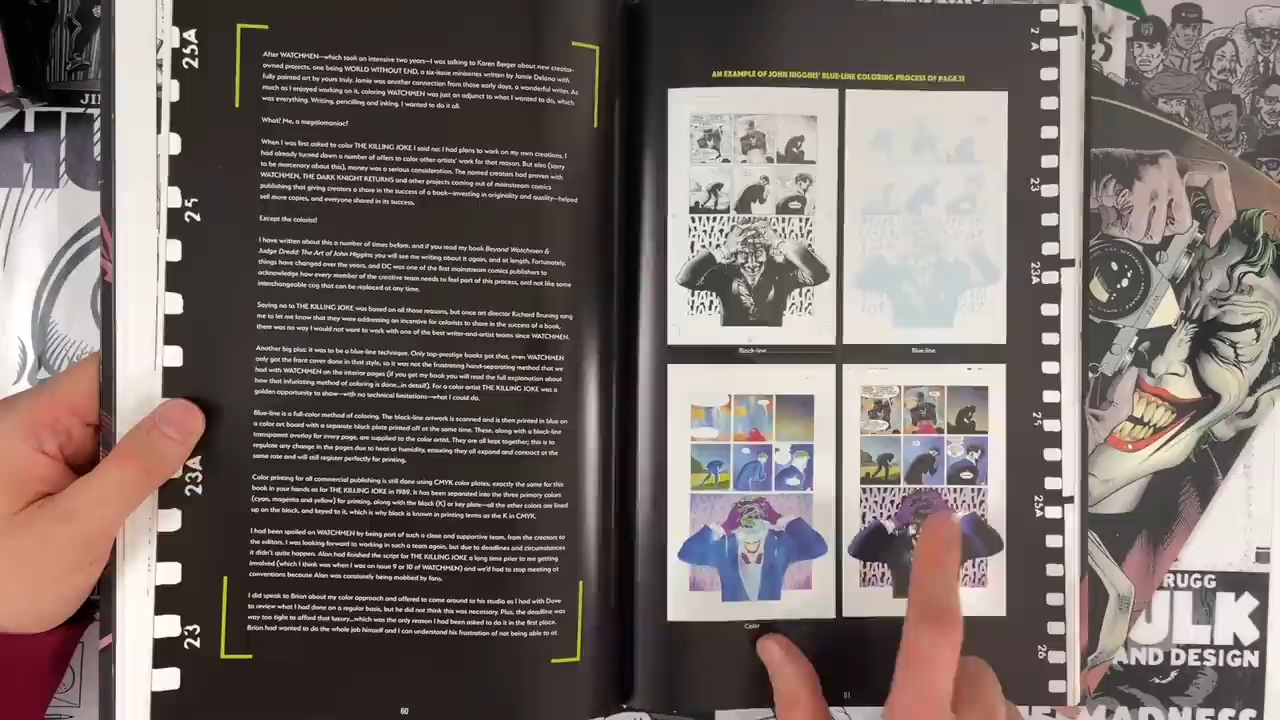 After WATCHMEN—which took an intensive two years—I was talking to Karen Berger about new creator-
owned projects, one being WORLD WITHOUT END, a six-issue miniseries written by Jamie Delano with
fully painted art by yours truly. Jamie was another connection from those early days, a wonderful writer. As
much as I enjoyed working on it, coloring WATCHMEN was just an adjunct to what I wanted to do, which
was everything. Writing, pencilling and inking, I wanted to do it all.
What? Me, a megalomaniac?
When I was first asked to color THE KILLING JOKE I said no: I had plans to work on my own creations. I
had already turned down a number of offers to color other artists' work for that reason. But also (sorry
to be mercenary about this), money was a serious consideration. The named creators had proven with
WATCHMEN, THE DARK KNIGHT RETURNS and other projects coming out of mainstream comics
publishing that giving creators a share in the success of a book—investing in originality and quality—helped
sell more copies, and everyone shared in its success.
Except the colorist!
I have written about this a number of times before, and if you read my book Beyond Watchmen &
Judge Dredd: The Art of John Higgins you will see me writing about it again, and at length. Fortunately,
things have changed over the years, and DC was one of the first mainstream comics publishers to
acknowledge how every member of the creative team needs to feel part of this process, and not like some
interchangeable cog that can be replaced at any time.
Saying no to THE KILLING JOKE was based on all those reasons, but once art director Richard Bruning rang
me to let me know that they were addressing an incentive for colorists to share in the success of a book,
there was no way I would not want to work with one of the best writer-and-artist teams since WATCHMEN.
Another big plus: it was to be a blue-line technique. Only top-prestige books got that, even WATCHMEN
only got the front cover done in that style, so it was not the frustrating hand-separating method that we
had with WATCHMEN on the interior pages (if you get my book you will read the full explanation about
how that infuriating method of coloring is done...in detail!). For a color artist THE KILLING JOKE was a
golden opportunity to show—with no technical limitations—what I could do.
Blue-line is a full-color method of coloring. The black-line artwork is scanned and is then printed in blue on
a color art board with a separate black plate printed off at the same time. These, along with a black-line
transparent overlay for every page, are supplied to the color artist. They are all kept together; this is to
regulate any change in the pages due to heat or humidity, ensuring they all expand and contract at the
same rate and will still register perfectly for printing.
Color printing for all commercial publishing is still done using CMYK color plates, exactly the same for this
book in your hands as for THE KILLING JOKE in 1989. It has been separated into the three primary colors
(cyan, magenta and yellow) for printing, along with the black (K) or key plate—all the other colors are lined
up on the black, and keyed to it, which is why black is known in printing terms as the K in CMYK.
I had been spoiled on WATCHMEN by being part of such a close and supportive team, from the creators to
the editors. I was looking forward to working in such a team again, but due to deadlines and circumstances
it didn't quite happen. Alan had finished the script for THE KILLING JOKE a long time prior to me getting
involved (which I think was when I was on issue 9 or 10 of WATCHMEN) and we'd had to stop meeting at
conventions because Alan was constantly being mobbed by fans.
I did speak to Brian about my color approach and offered to come around to his studio as I had with Dave
to review what I had done on a regular basis, but he did not think this was necessary. Plus, the deadline was
way too tight to afford that luxury...which was the only reason I had been asked to do it in the first place.
Brian had wanted to do the whole job himself and I can understand his frustration of not being able to at
60
25A
25
23A
23
AN EXAMPLE OF JOHN HIGGINS' BLUE-LINE COLORING PROCESS OF PAGE 31
Black-line
Blue-line
Color
61
23
23A
25
25A
26
RUGG
AND DESIGN
MADNESS